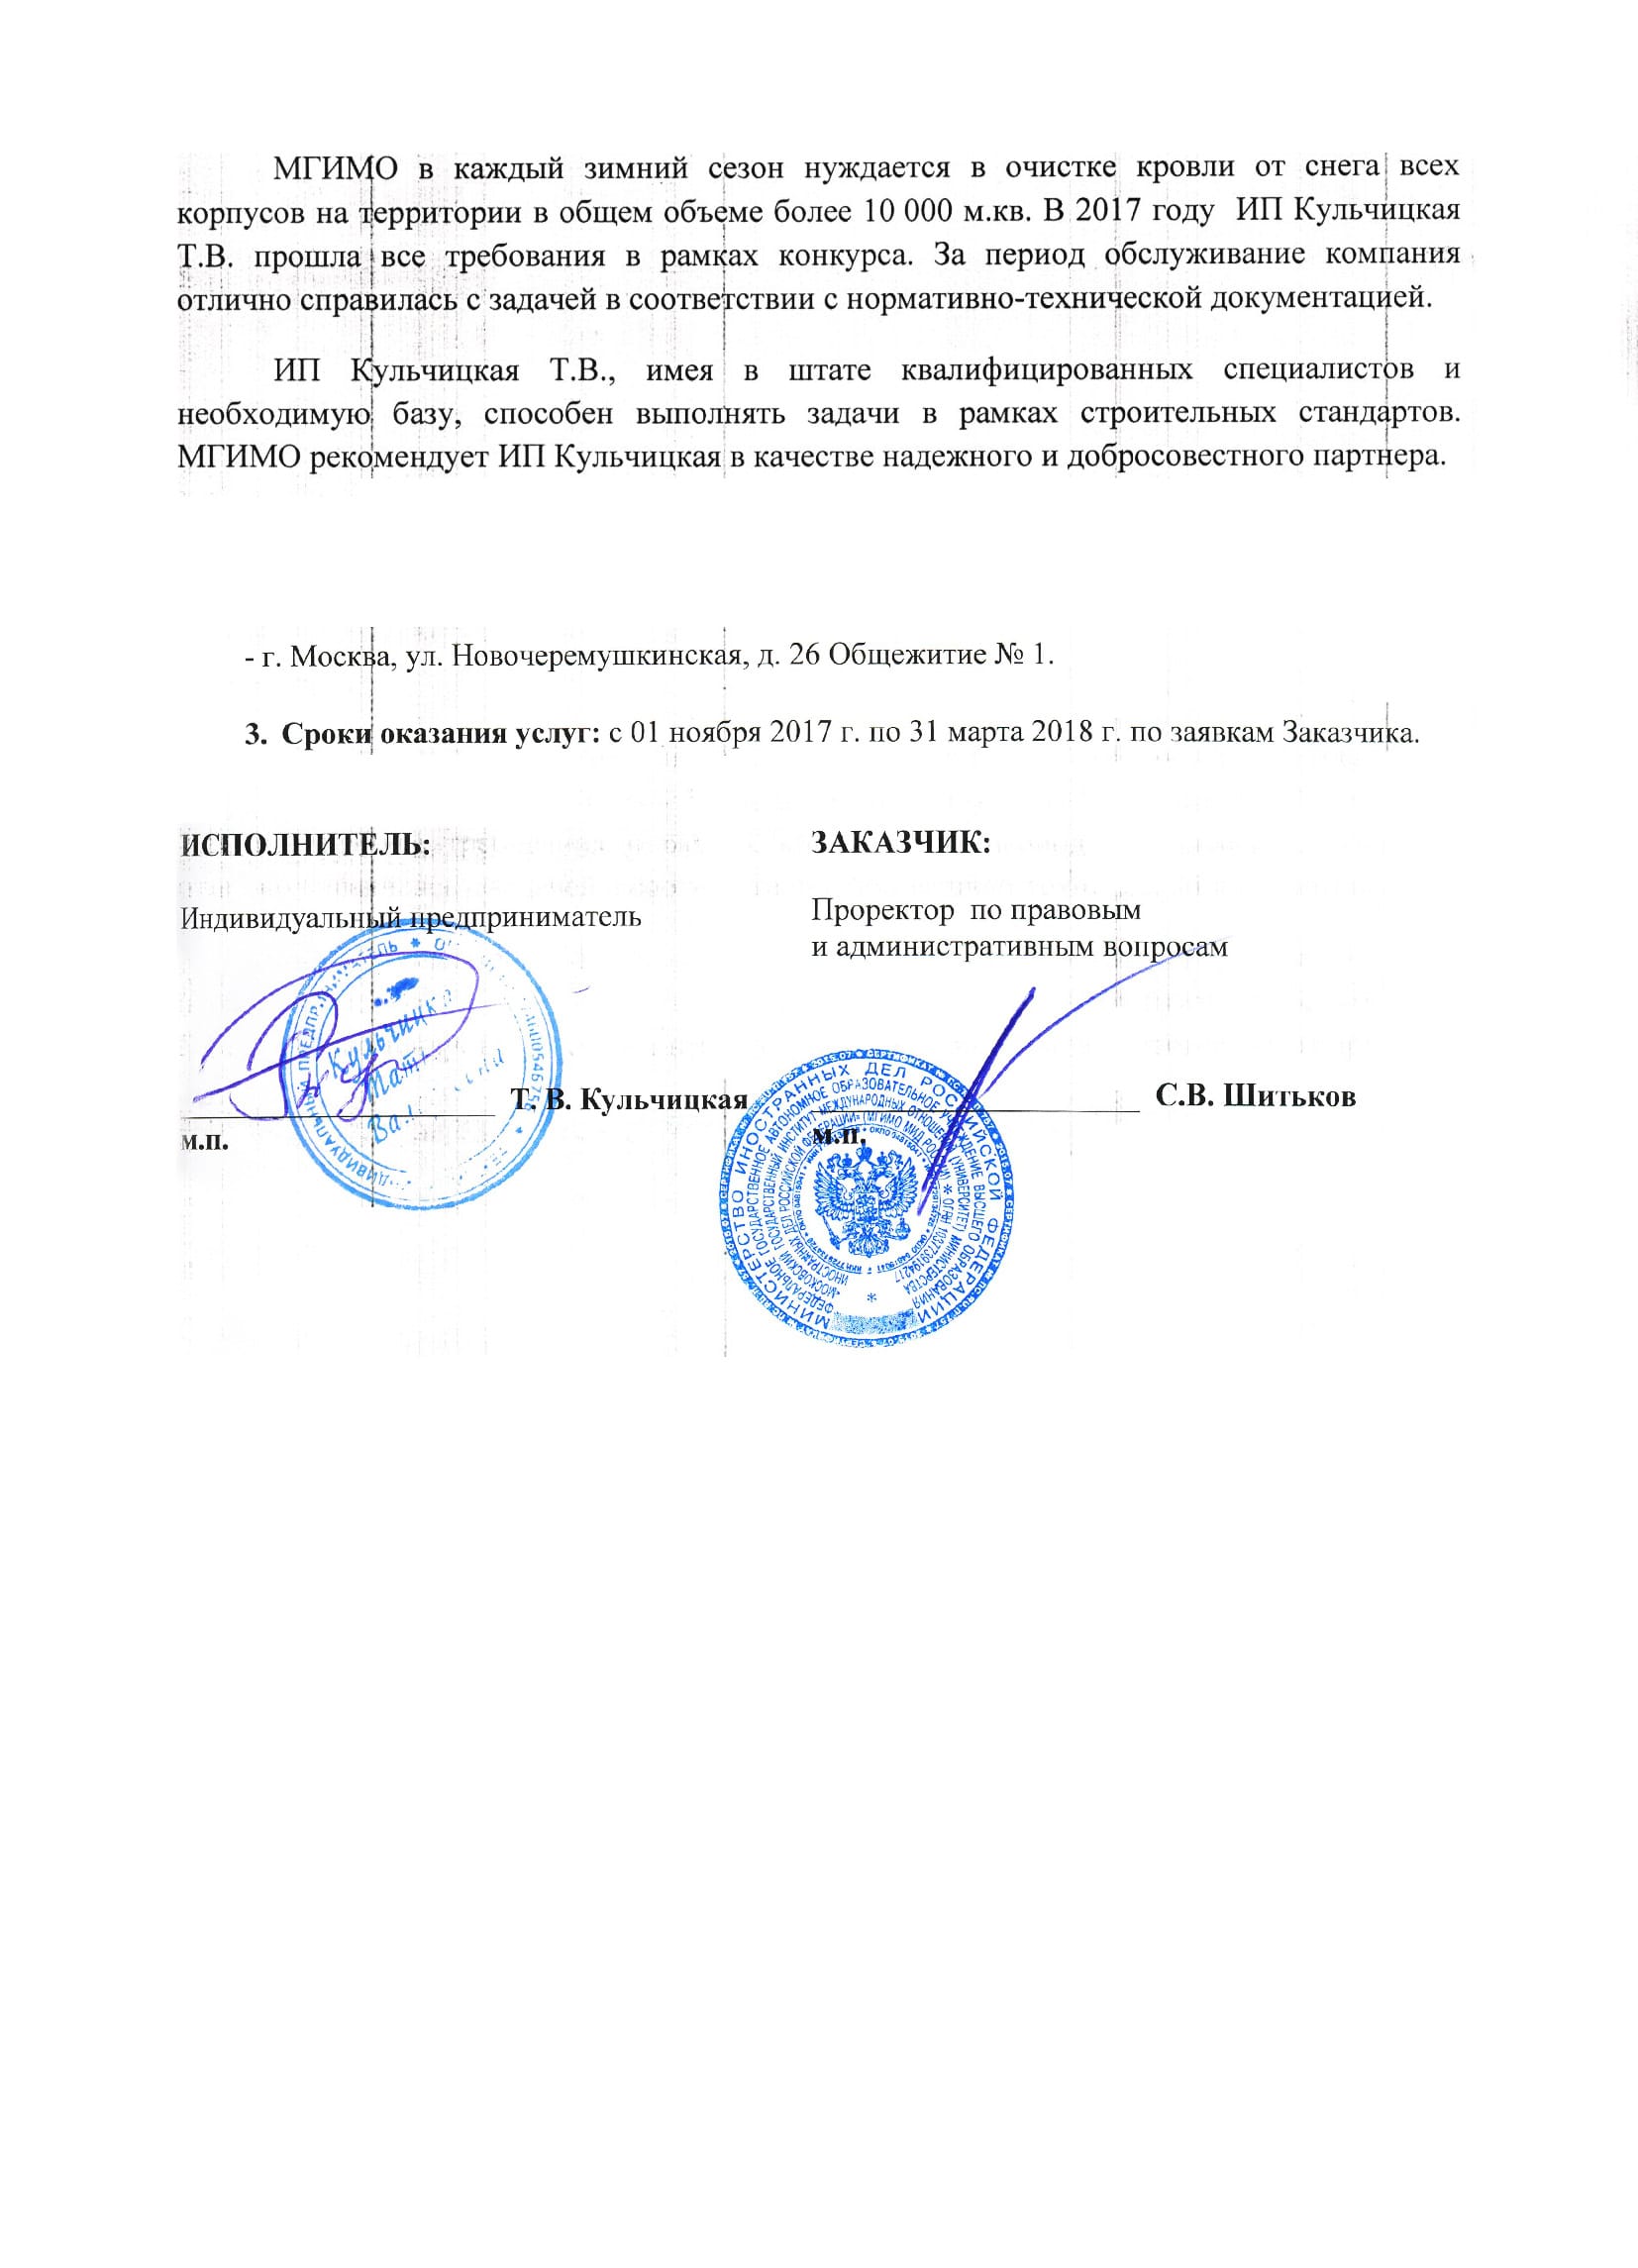 МГИМО в каждый зимний сезон нуждается в очистке кровли от снега всех
корпусов на территории в общем объеме более 10 000 м.кв. В 2017 году ИП Кульчицкая
Т.В. прошла все требования в рамках конкурса. За период обслуживание компания
отлично справилась с задачей в соответствии с нормативно-технической документацией.
ИП Кульчицкая Т.В., имея в штате квалифицированных специалистов и
необходимую базу, способен выполнять задачи в рамках строительных стандартов.
МГИМО рекомендует ИП Кульчицкая в качестве надежного и добросовестного партнера.
- г. Москва, ул. Новочеремушкинская, д. 26 Общежитие № 1.
3. Сроки оказания услуг: с 01 ноября 2017 г. по 31 марта 2018 г. по заявкам Заказчика.
ИСПОЛНИТЕЛЬ:
Индивидуальный предприниматель
Т. В. Кульчицкая
м.п.
ЗАКАЗЧИК:
Проректор по правовым
и административным вопросам
С.В. Шитьков
м.п.
МИНИСТЕРСТВО ИНОСТРАННЫХ ДЕЛ РОССИЙСКОЙ ФЕДЕРАЦИИ
ФЕДЕРАЛЬНОЕ ГОСУДАРСТВЕННОЕ АВТОНОМНОЕ ОБРАЗОВАТЕЛЬНОЕ УЧРЕЖДЕНИЕ ВЫСШЕГО ОБРАЗОВАНИЯ
«МОСКОВСКИЙ ГОСУДАРСТВЕННЫЙ ИНСТИТУТ МЕЖДУНАРОДНЫХ ОТНОШЕНИЙ (УНИВЕРСИТЕТ) МИНИСТЕРСТВА
ИНОСТРАННЫХ ДЕЛ РОССИЙСКОЙ ФЕДЕРАЦИИ» (МГИМО МИД РОССИИ) * ОГРН 1037739194217